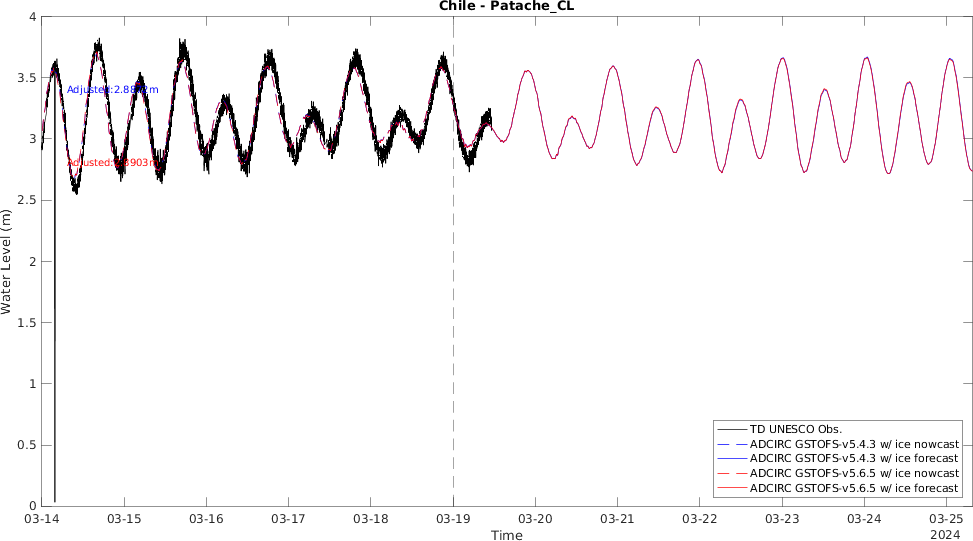 Chile - Patache_CL
4
3.5
3
2.5
2
1.5
1
0.5
0
Water Level (m)
Adjusted:2.8842m
03-14
03-15
03-16
03-17
03-18
03-19
03-20
03-21
03-22
03-23
03-24
03-25
2024
Time
TD UNESCO Obs.
ADCIRC GSTOFS-v5.4.3 w/ ice nowcast
ADCIRC GSTOFS-v5.4.3 w/ ice forecast
ADCIRC GSTOFS-v5.6.5 w/ ice nowcast
ADCIRC GSTOFS-v5.6.5 w/ ice forecast